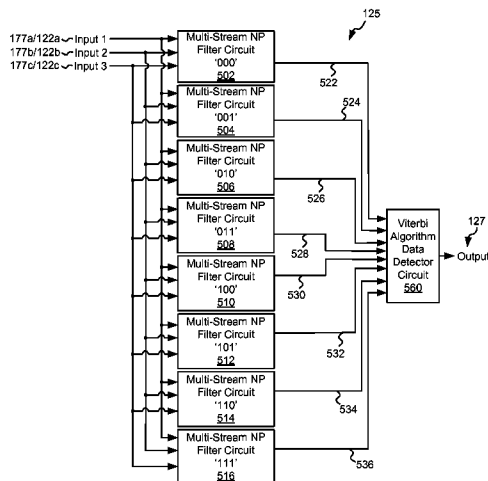 125
177a/122a Input 1
177b/122b Input 2
177c/122c Input 3
Multi-Stream NP
Filter Circuit
'000'
502
522
Multi-Stream NP
Filter Circuit
'001'
504
524
Multi-Stream NP
Filter Circuit
'010'
506
526
Multi-Stream NP
Filter Circuit
'011'
508
528
Multi-Stream NP
Filter Circuit
'100'
510
530
Multi-Stream NP
Filter Circuit
'101'
512
532
Multi-Stream NP
Filter Circuit
'110'
514
534
Multi-Stream NP
Filter Circuit
'111'
516
536
Viterbi
Algorithm
Data
Detector
Circuit
560
127
Output